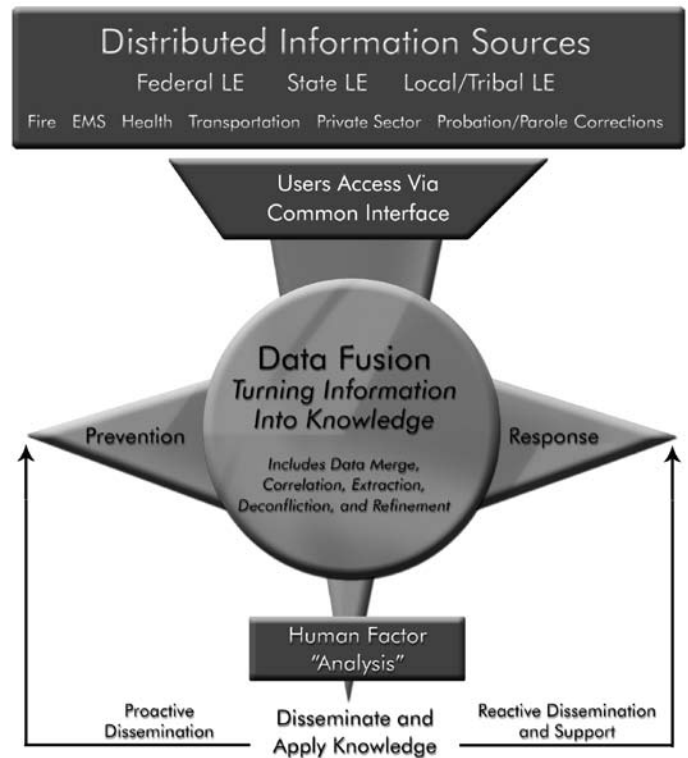 Distributed Information Sources
Federal LE State LE Local/Tribal LE
Fire EMS Health Transportation Private Sector Probation/Parole Corrections
Users Access Via
Common Interface
Data Fusion
Turning Information
Into Knowledge
Includes Data Merge,
Correlation, Extraction,
Deconfliction, and Refinement
Prevention
Response
Human Factor
“Analysis”
Proactive
Dissemination
Disseminate and
Apply Knowledge
Reactive Dissemination
and Support